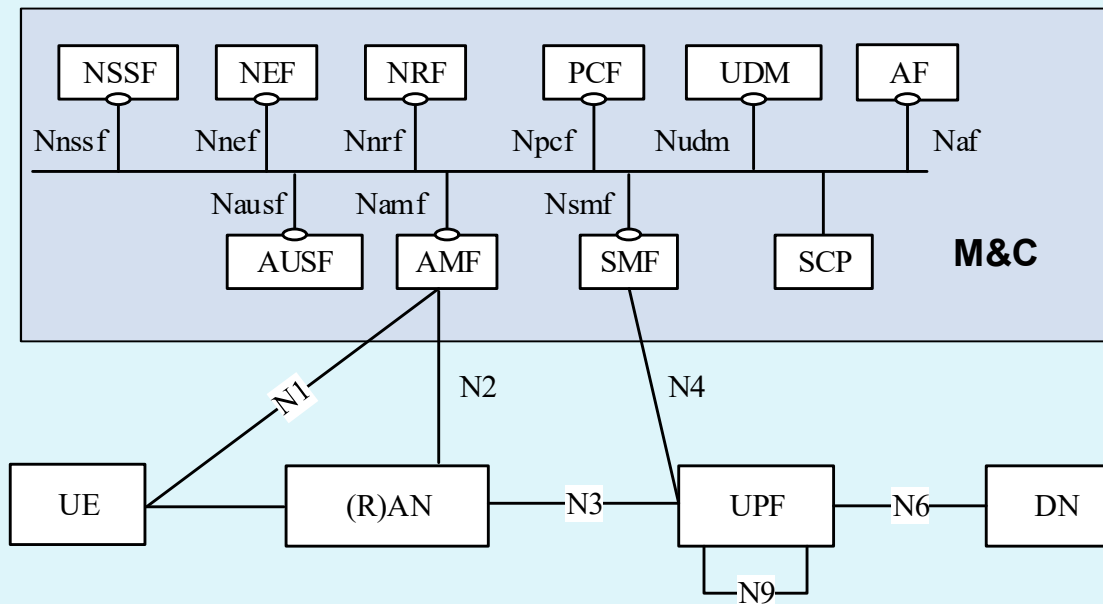 NSSF NEF NRF PCF UDM AF
Nnssf Nnef Nnrf Npcf Nudm Naf
Nausf Namf Nsmf
AUSF AMF SMF SCP M&C
N1 N2 N4
UE (R)AN N3 UPF N6 DN
N9